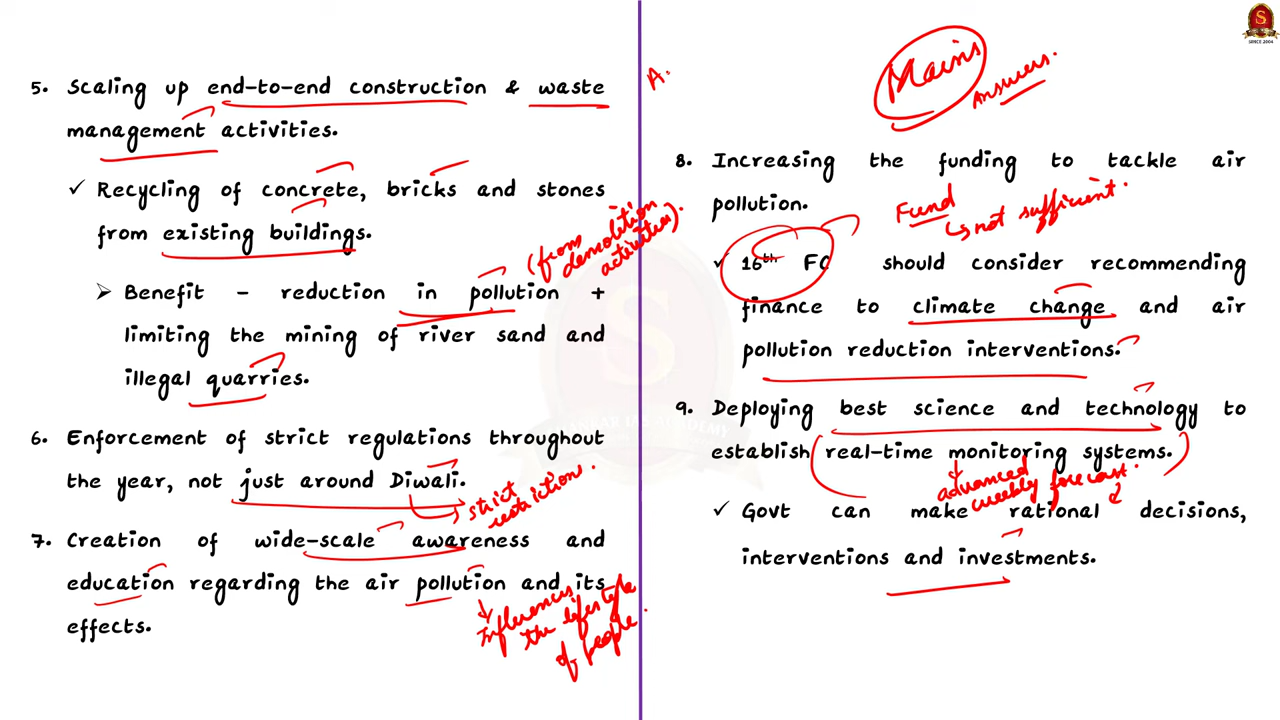 5. Scaling up end-to-end construction & waste
management activities.
✓ Recycling of concrete, bricks and stones
from existing buildings.
(from
demolition
activities).
➤ Benefit - reduction in pollution +
limiting the mining of river sand and
illegal quarries.
6. Enforcement of strict regulations throughout
the year, not just around Diwali.
strict
restriction.
7. Creation of wide-scale awareness and
education regarding the air pollution and its
effects.
Influences
the lifestyle
of people.
A.
Mains
Answers.
8. Increasing the funding to tackle air
pollution.
Fund
not sufficient.
✓ 16th FC should consider recommending
finance to climate change and air
pollution reduction interventions.
9. Deploying best science and technology to
establish real-time monitoring systems.
advanced
weekly forecast.
✓ Govt can make rational decisions,
interventions and investments.
S
SINCE 2004